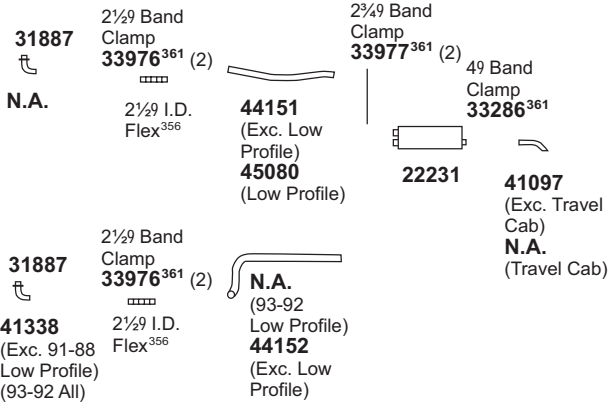 31887
N.A.
2½9 Band
Clamp
33976³⁶¹ (2)
2½9 I.D.
Flex³⁵⁶
44151
(Exc. Low
Profile)
45080
(Low Profile)
2¾9 Band
Clamp
33977³⁶¹ (2)
49 Band
Clamp
33286³⁶¹
22231
41097
(Exc. Travel
Cab)
N.A.
(Travel Cab)
31887
41338
(Exc. 91-88
Low Profile)
(93-92 All)
2½9 Band
Clamp
33976³⁶¹ (2)
2½9 I.D.
Flex³⁵⁶
N.A.
(93-92
Low Profile)
44152
(Exc. Low
Profile)